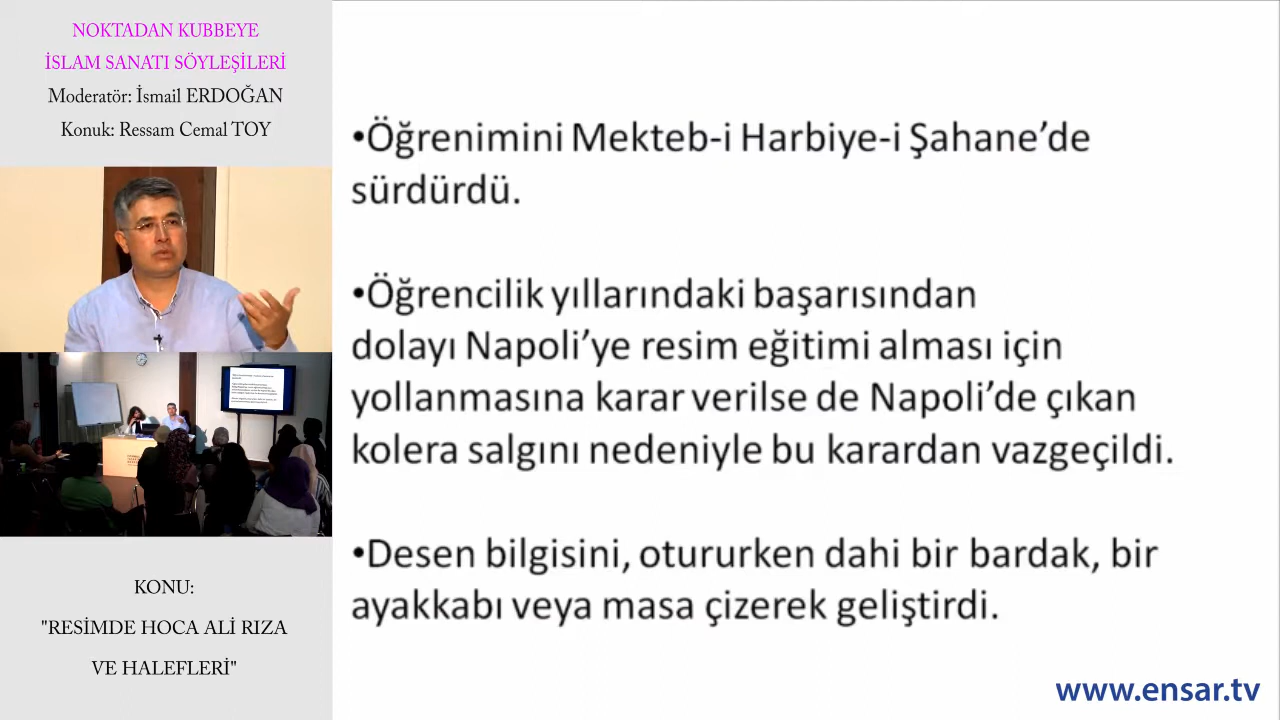 NOKTADAN KUBBEYE
İSLAM SANATI SÖYLEŞİLERİ
Moderatör: İsmail ERDOĞAN
Konuk: Ressam Cemal TOY
KONU:
"RESİMDE HOCA ALİ RIZA
VE HALEFLERİ"
•Öğrenimini Mekteb-i Harbiye-i Şahane’de
sürdürdü.
•Öğrencilik yıllarındaki başarısından
dolayı Napoli’ye resim eğitimi alması için
yollanmasına karar verilse de Napoli’de çıkan
kolera salgını nedeniyle bu karardan vazgeçildi.
•Desen bilgisini, otururken dahi bir bardak, bir
ayakkabı veya masa çizerek geliştirdi.
www.ensar.tv